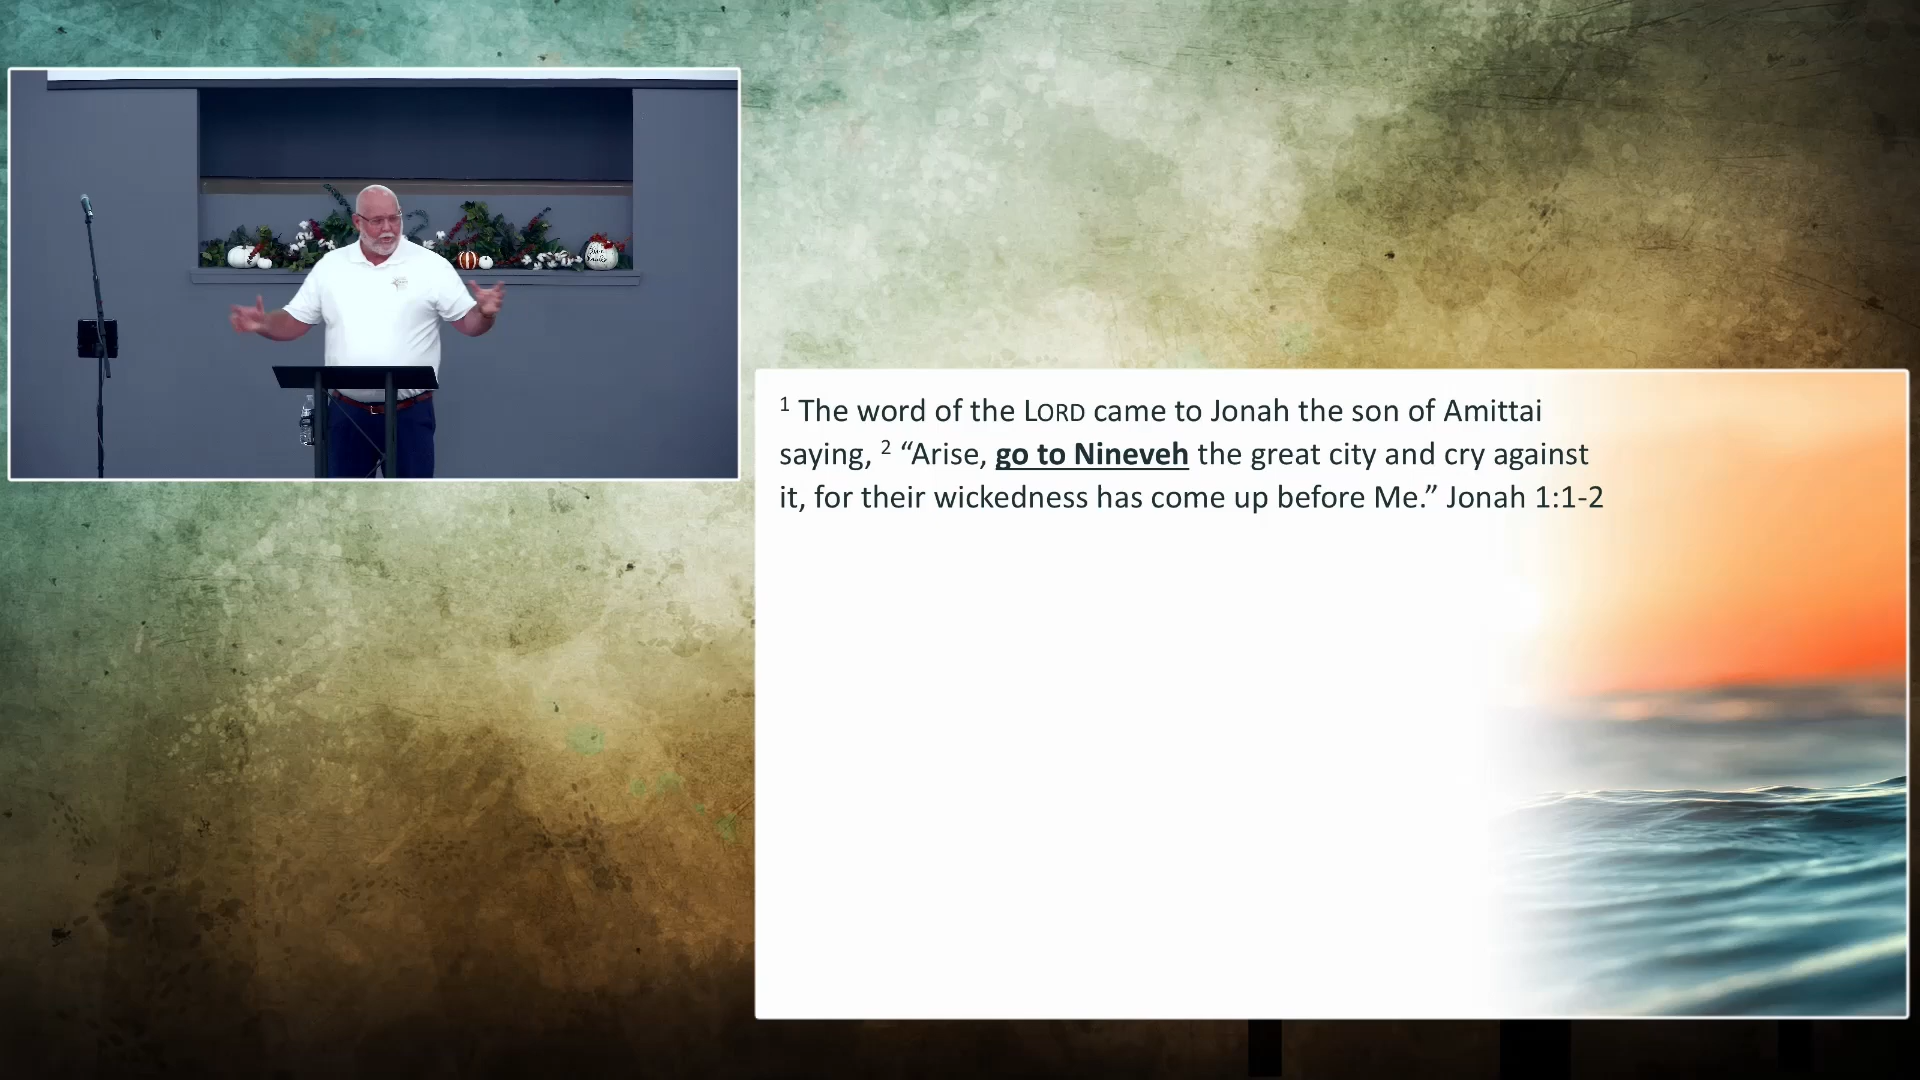 ¹ The word of the LORD came to Jonah the son of Amittai
saying, ² “Arise, go to Nineveh the great city and cry against
it, for their wickedness has come up before Me.” Jonah 1:1-2